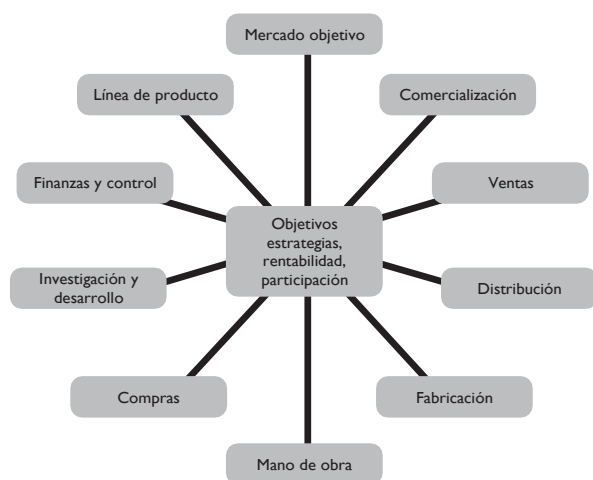 Mercado objetivo
Línea de producto
Comercialización
Finanzas y control
Ventas
Objetivos
estrategias,
rentabilidad,
participación
Investigación y
desarrollo
Distribución
Compras
Fabricación
Mano de obra